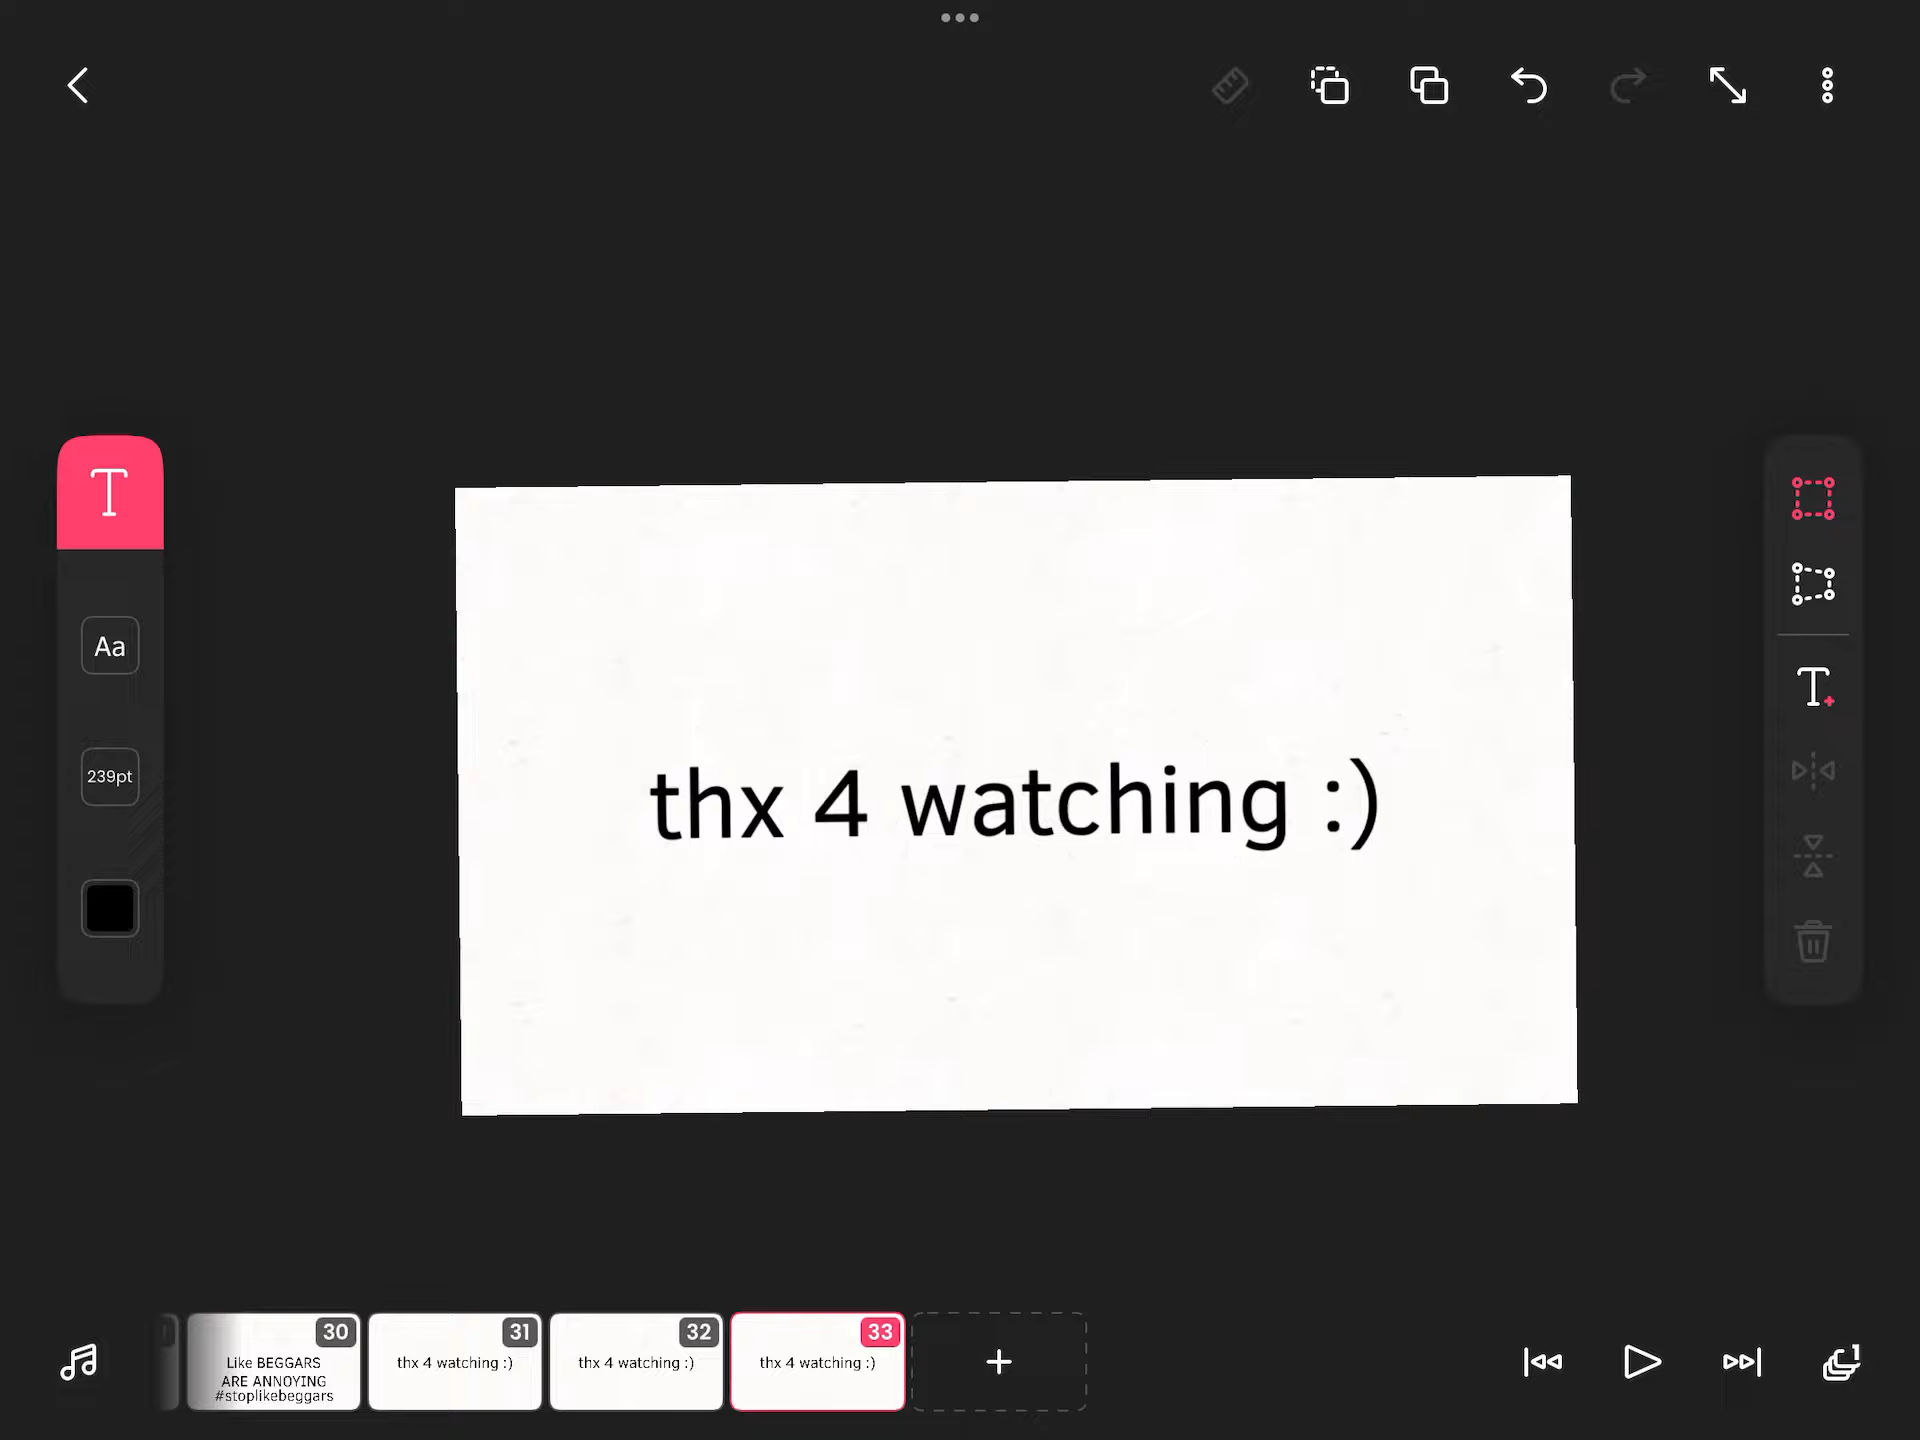 T
Aa
239pt
thx 4 watching :)
T
30
Like BEGGARS
ARE ANNOYING
#stoplikebeggars
31
thx 4 watching :)
32
thx 4 watching :)
33
thx 4 watching :)
1